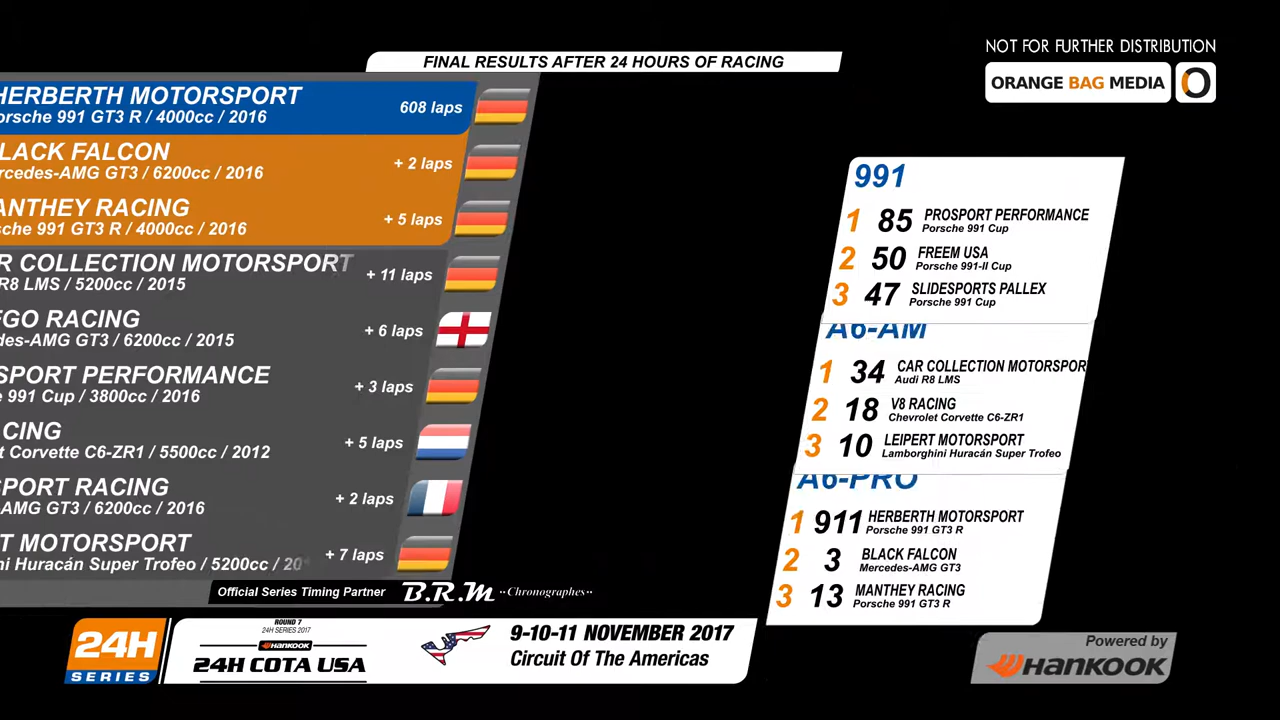 NOT FOR FURTHER DISTRIBUTION
ORANGE BAG MEDIA
FINAL RESULTS AFTER 24 HOURS OF RACING
HERBERTH MOTORSPORT
orsche 991 GT3 R / 4000cc / 2016
608 laps
LACK FALCON
rcedes-AMG GT3 / 6200cc / 2016
+ 2 laps
ANTHEY RACING
sche 991 GT3 R / 4000cc / 2016
+ 5 laps
R COLLECTION MOTORSPORT
R8 LMS / 5200cc / 2015
+ 11 laps
EGO RACING
des-AMG GT3 / 6200cc / 2015
+ 6 laps
SPORT PERFORMANCE
e 991 Cup / 3800cc / 2016
+ 3 laps
CING
et Corvette C6-ZR1 / 5500cc / 2012
+ 5 laps
SPORT RACING
-AMG GT3 / 6200cc / 2016
+ 2 laps
T MOTORSPORT
ni Huracán Super Trofeo / 5200cc / 20
+ 7 laps
991
1 85 PROSPORT PERFORMANCE
Porsche 991 Cup
2 50 FREEM USA
Porsche 991-II Cup
3 47 SLIDESPORTS PALLEX
Porsche 991 Cup
A6-AM
1 34 CAR COLLECTION MOTORSPOR
Audi R8 LMS
2 18 V8 RACING
Chevrolet Corvette C6-ZR1
3 10 LEIPERT MOTORSPORT
Lamborghini Huracán Super Trofeo
A6-PRO
1 911 HERBERTH MOTORSPORT
Porsche 991 GT3 R
2 3 BLACK FALCON
Mercedes-AMG GT3
3 13 MANTHEY RACING
Porsche 991 GT3 R
Official Series Timing Partner B.R.M Chronographes
24H SERIES
ROUND 7
24H SERIES 2017
HANKOOK
24H COTA USA
9-10-11 NOVEMBER 2017
Circuit Of The Americas
Powered by
HANKOOK